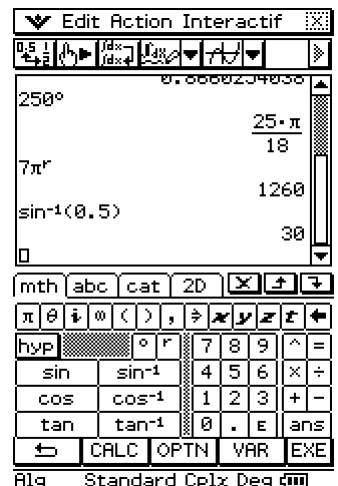 Edit Action Interactif
0.8660254038
250°
25·π
18
7πʳ
1260
sin⁻¹(0.5)
30
mth abc cat 2D
π θ i ∞ ( ) , ⇒ x y z t ←
hyp ° r 7 8 9 ^ =
sin sin⁻¹ 4 5 6 × ÷
cos cos⁻¹ 1 2 3 + −
tan tan⁻¹ 0 . E ans
CALC OPTN VAR EXE
Alg Standard Cplx Deg